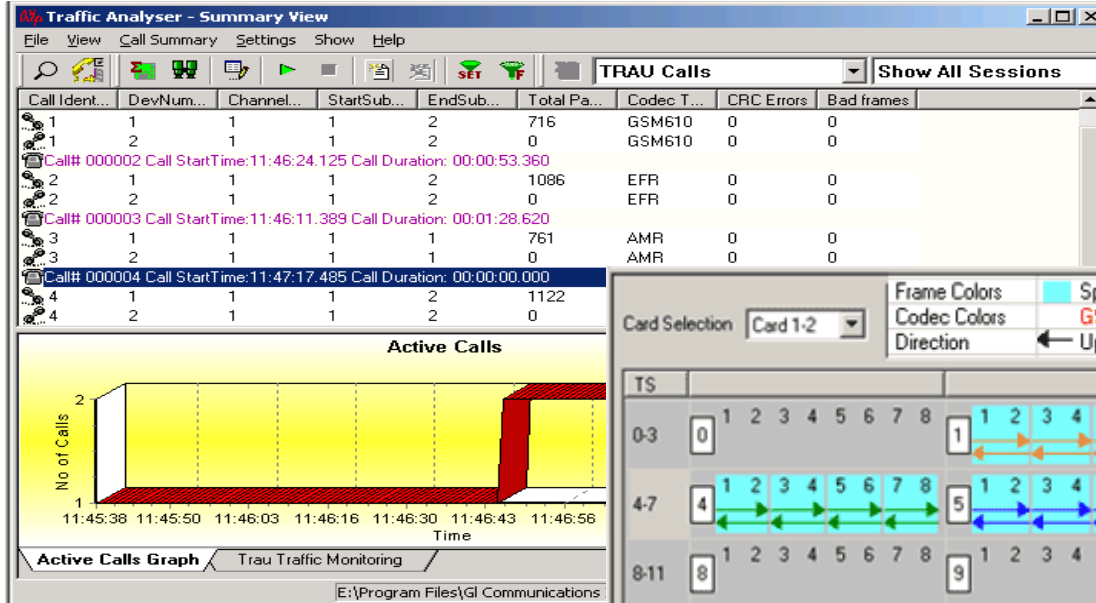 Traffic Analyser - Summary View
File View Call Summary Settings Show Help
SET F TRAU Calls Show All Sessions
Call Ident... DevNum... Channel... StartSub... EndSub... Total Pa... Codec T... CRC Errors Bad frames
1 1 1 1 2 716 GSM610 0 0
1 2 1 1 2 0 GSM610 0 0
Call# 000002 Call StartTime:11:46:24.125 Call Duration: 00:00:53.360
2 1 1 1 2 1086 EFR 0 0
2 2 1 1 2 0 EFR 0 0
Call# 000003 Call StartTime:11:46:11.389 Call Duration: 00:01:28.620
3 1 1 1 1 761 AMR 0 0
3 2 1 1 1 0 AMR 0 0
Call# 000004 Call StartTime:11:47:17.485 Call Duration: 00:00:00.000
4 1 1 1 2 1122
4 2 1 1 2 0
Active Calls
No of Calls
2
1
11:45:38 11:45:50 11:46:03 11:46:16 11:46:30 11:46:43 11:46:56
Time
Active Calls Graph Trau Traffic Monitoring
E:\Program Files\Gl Communications
Card Selection Card 1-2
Frame Colors Sp
Codec Colors GS
Direction Up
TS
0-3 0 1 2 3 4 5 6 7 8 1 1 2 3 4
4-7 4 1 2 3 4 5 6 7 8 5 1 2 3 4
8-11 8 1 2 3 4 5 6 7 8 9 1 2 3 4